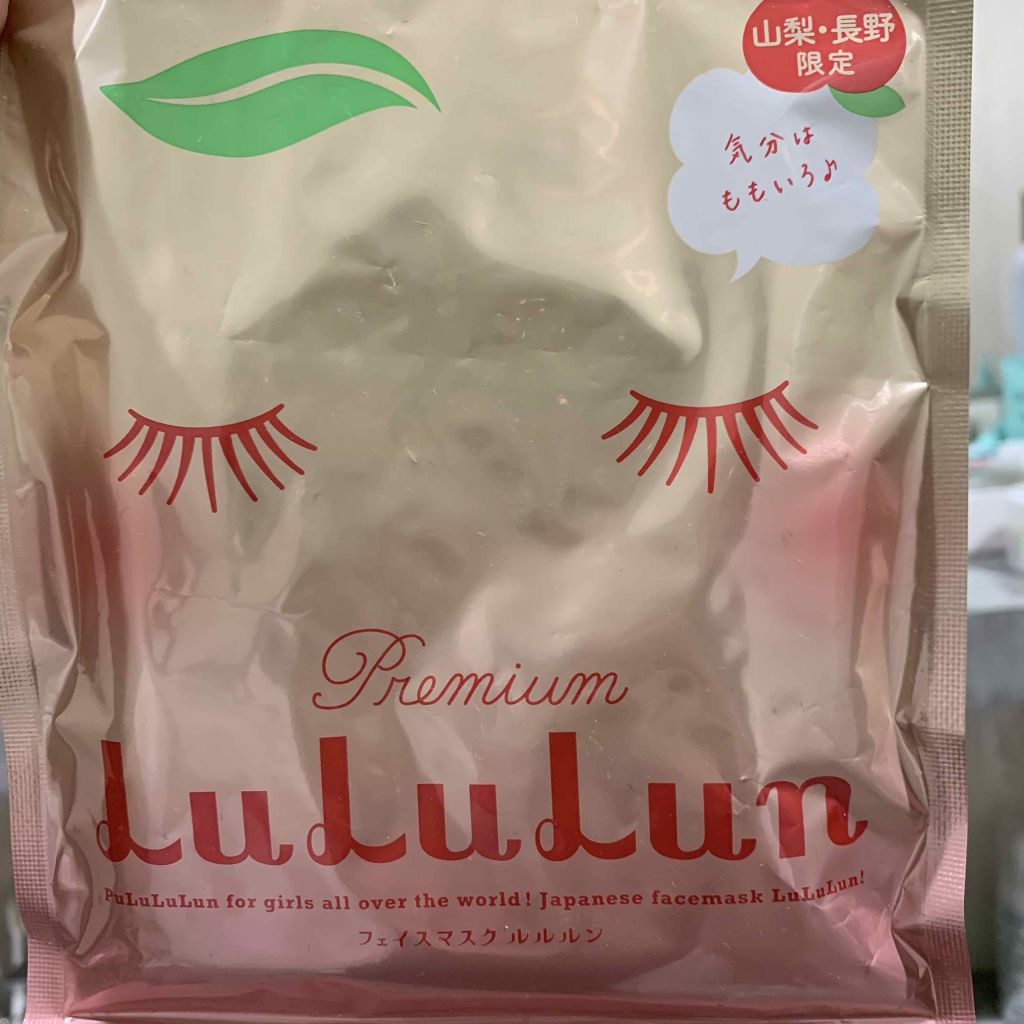 山梨・長野
限定
気分は
ももいろ♪
Premium
LuLuLun
PuLuLuLun for girls all over the world! Japanese facemask LuLuLun!
フェイスマスク ルルルン